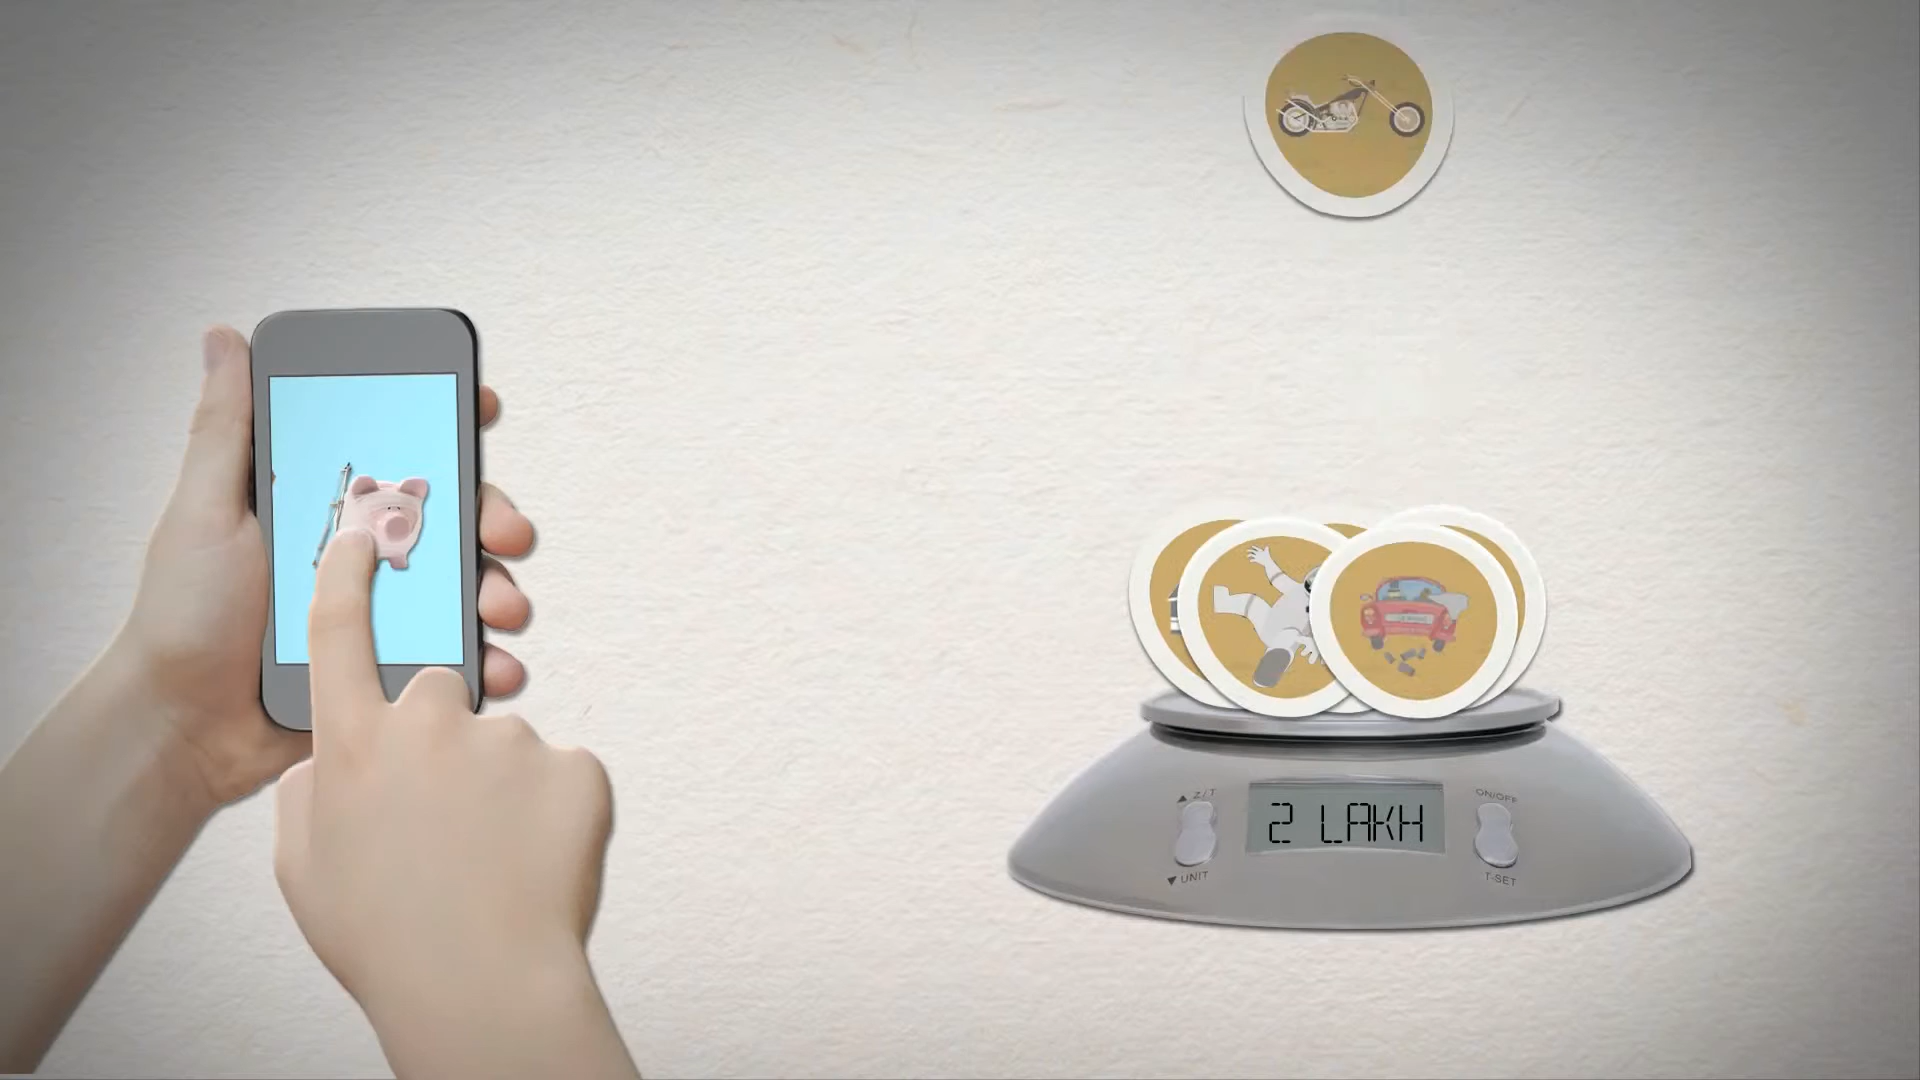 ▲ Z/T
ON/OFF
2 LAKH
▼ UNIT
T-SET